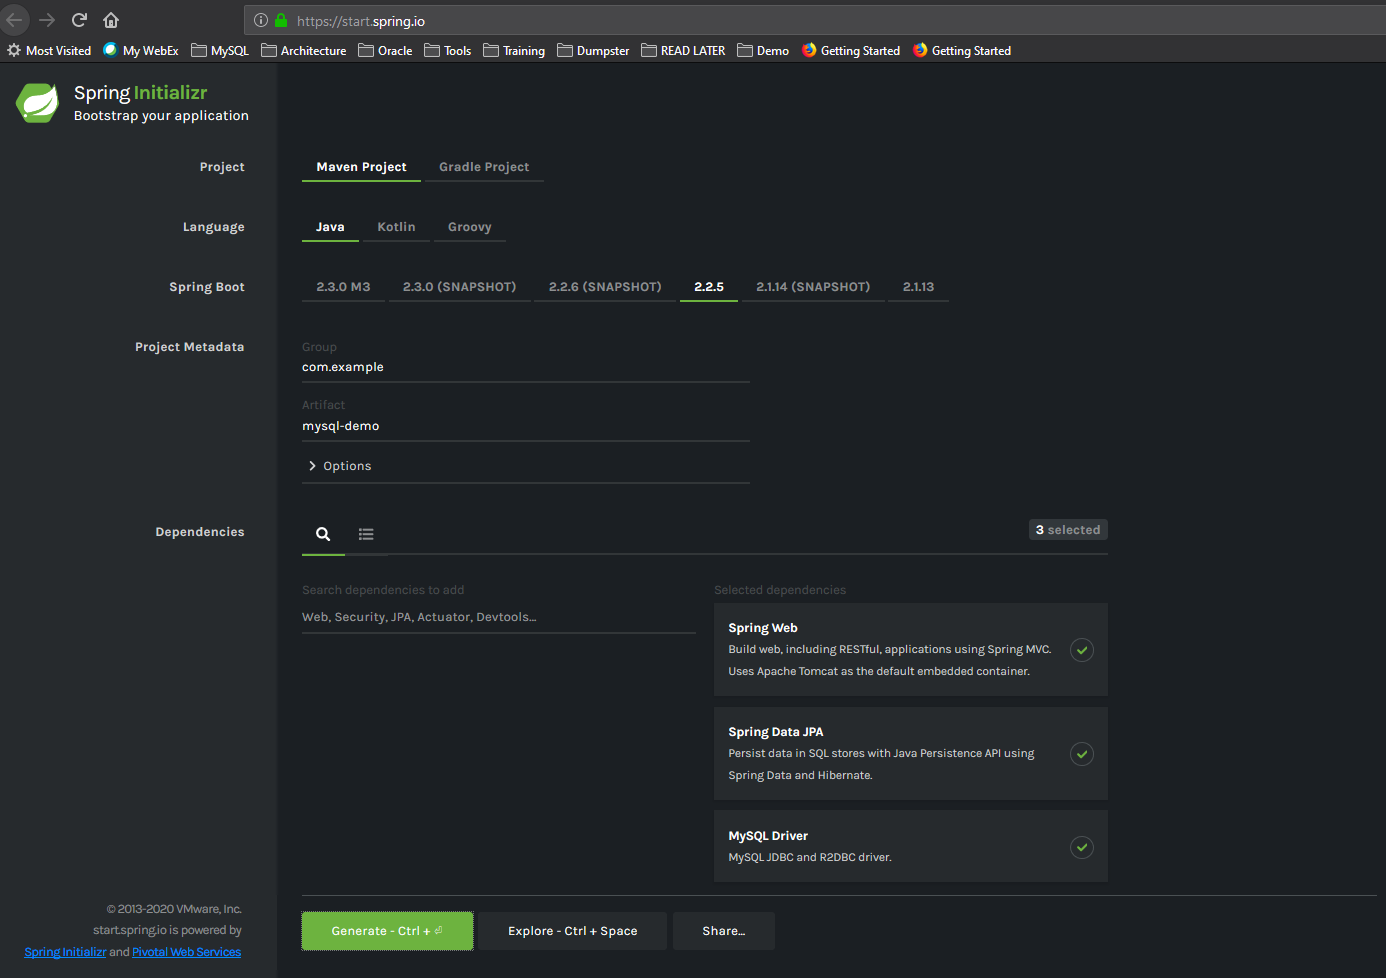 https://start.spring.io
Most Visited My WebEx MySQL Architecture Oracle Tools Training Dumpster READ LATER Demo Getting Started Getting Started
Spring Initializr
Bootstrap your application
Project
Maven Project Gradle Project
Language
Java Kotlin Groovy
Spring Boot
2.3.0 M3 2.3.0 (SNAPSHOT) 2.2.6 (SNAPSHOT) 2.2.5 2.1.14 (SNAPSHOT) 2.1.13
Project Metadata
Group
com.example
Artifact
mysql-demo
Options
Dependencies
3 selected
Search dependencies to add
Web, Security, JPA, Actuator, Devtools...
Selected dependencies
Spring Web
Build web, including RESTful, applications using Spring MVC.
Uses Apache Tomcat as the default embedded container.
Spring Data JPA
Persist data in SQL stores with Java Persistence API using
Spring Data and Hibernate.
MySQL Driver
MySQL JDBC and R2DBC driver.
© 2013-2020 VMware, Inc.
start.spring.io is powered by
Spring Initializr and Pivotal Web Services
Generate - Ctrl + ⏎ Explore - Ctrl + Space Share...